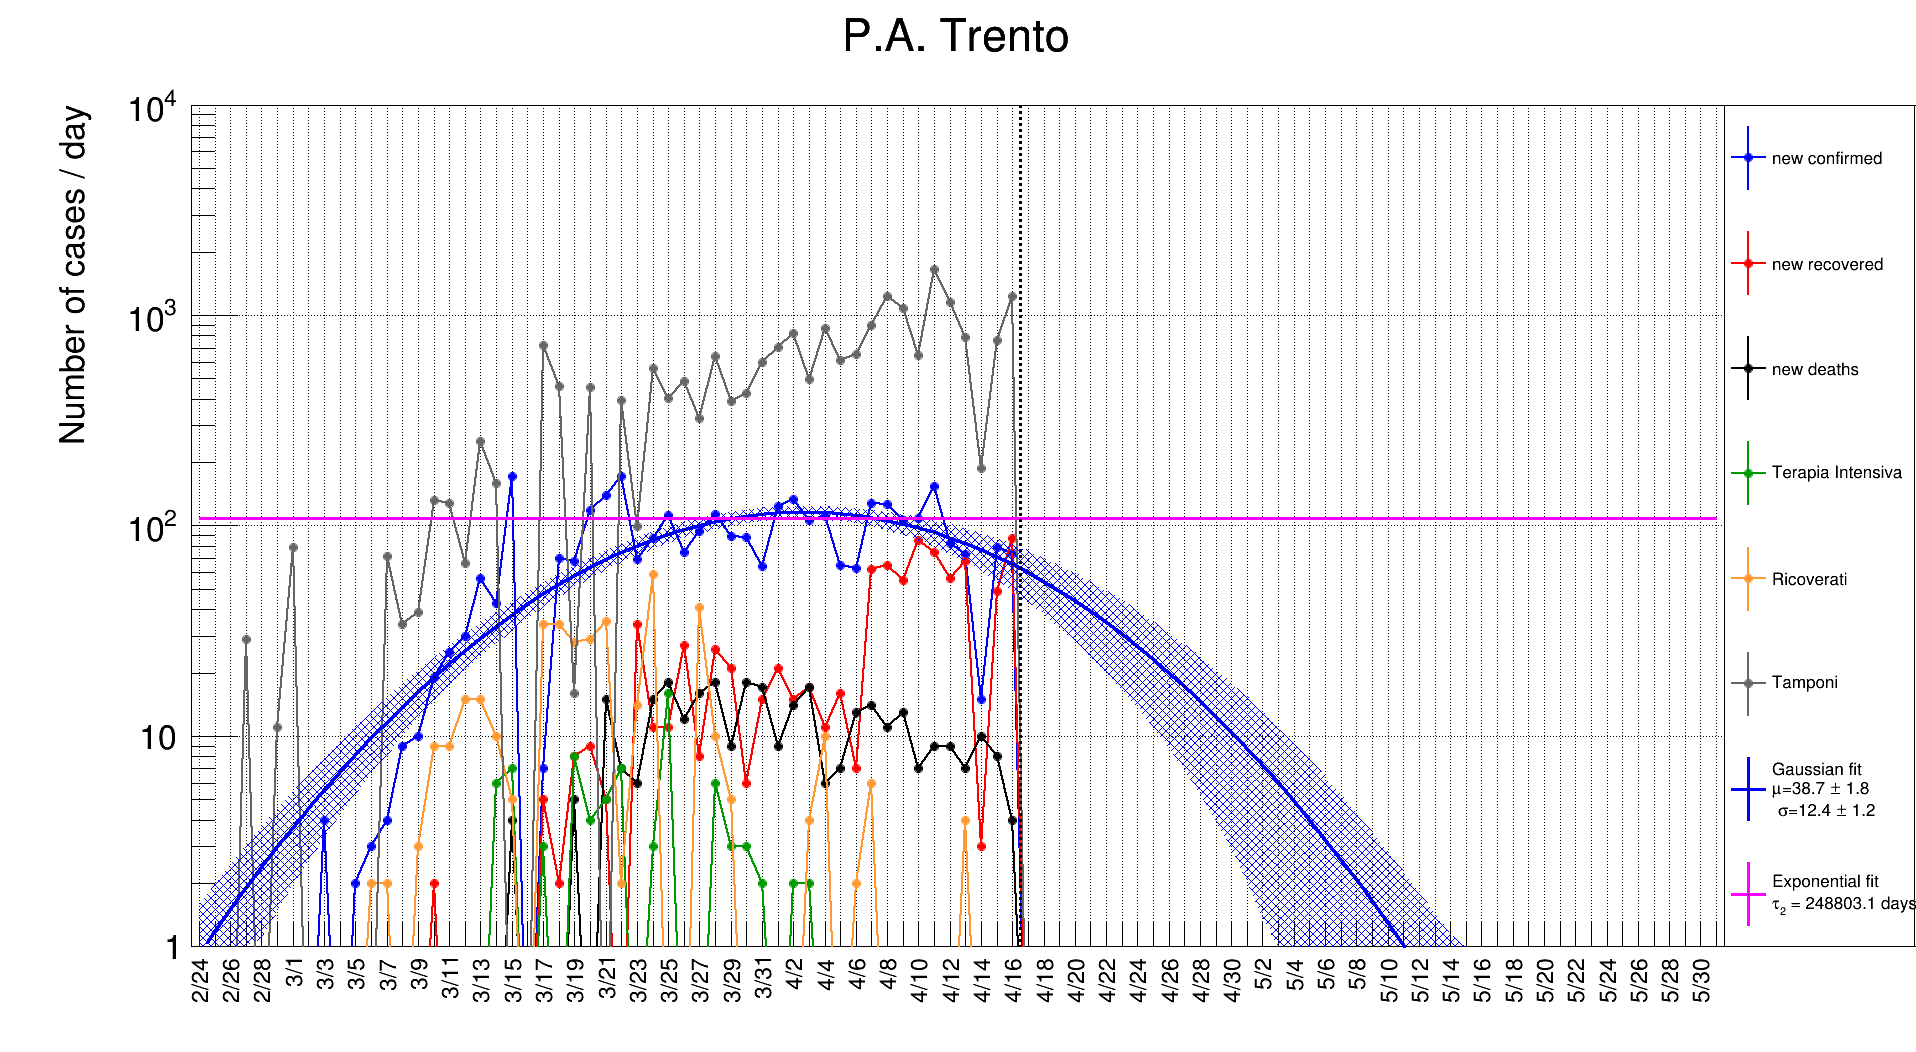 P.A. Trento
Number of cases / day
10⁴
10³
10²
10
1
2/24 2/26 2/28 3/1 3/3 3/5 3/7 3/9 3/11 3/13 3/15 3/17 3/19 3/21 3/23 3/25 3/27 3/29 3/31 4/2 4/4 4/6 4/8 4/10 4/12 4/14 4/16 4/18 4/20 4/22 4/24 4/26 4/28 4/30 5/2 5/4 5/6 5/8 5/10 5/12 5/14 5/16 5/18 5/20 5/22 5/24 5/26 5/28 5/30
new confirmed
new recovered
new deaths
Terapia Intensiva
Ricoverati
Tamponi
Gaussian fit
μ=38.7 ± 1.8
σ=12.4 ± 1.2
Exponential fit
τ₂ = 248803.1 days